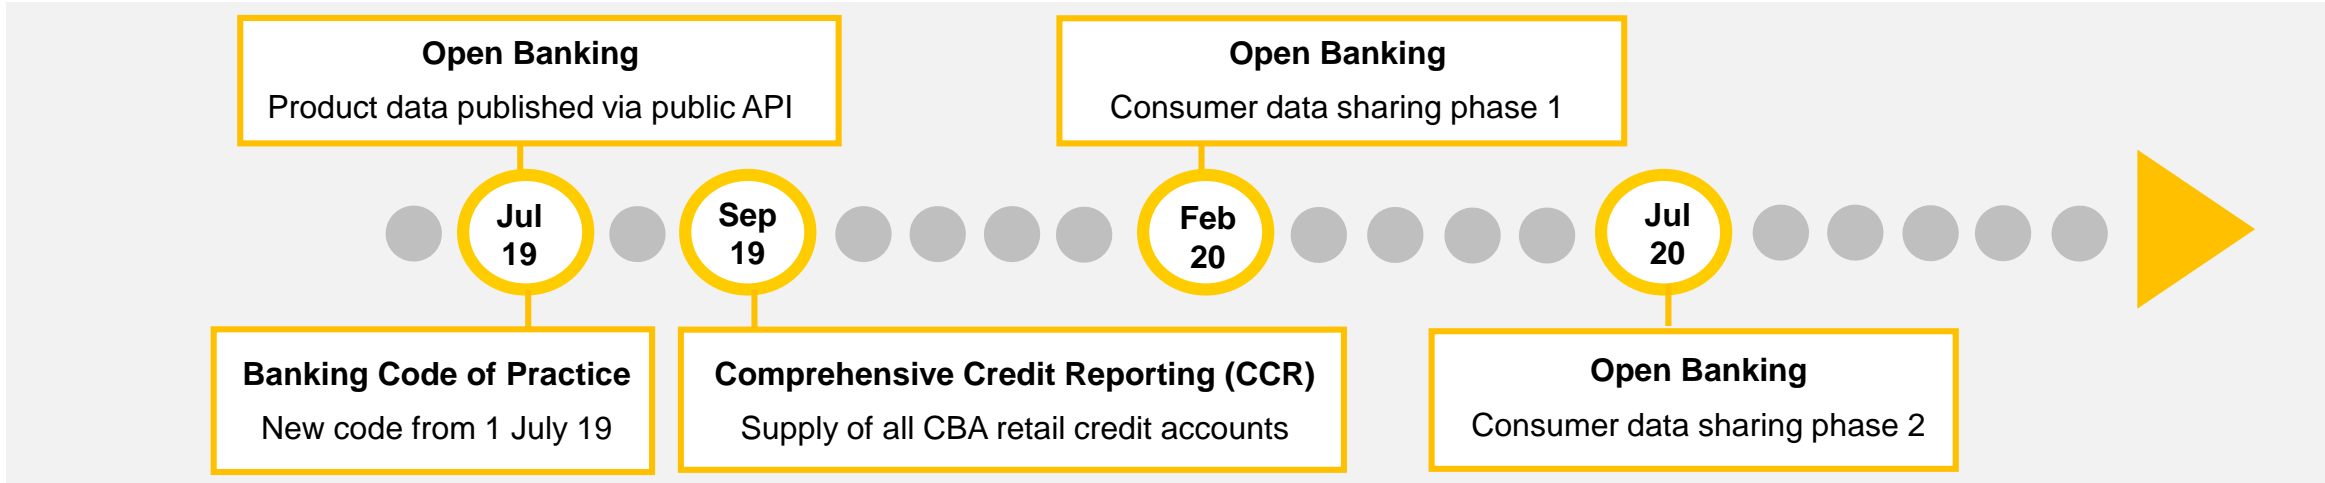 Open Banking
Product data published via public API
Open Banking
Consumer data sharing phase 1
Jul
19
Sep
19
Feb
20
Jul
20
Banking Code of Practice
New code from 1 July 19
Comprehensive Credit Reporting (CCR)
Supply of all CBA retail credit accounts
Open Banking
Consumer data sharing phase 2